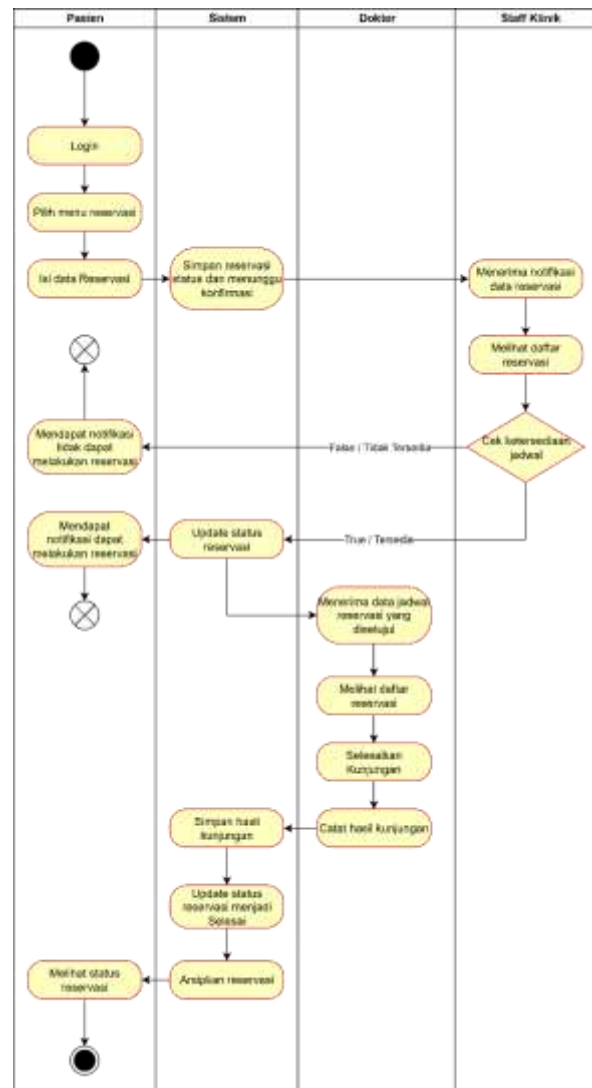 Pasien
Sistem
Dokter
Staff Klinik
Login
Pilih menu reservasi
Isi data Reservasi
Simpan reservasi
status dan menunggu
konfirmasi
Menerima notifikasi
data reservasi
Melihat daftar
reservasi
Cek ketersediaan
jadwal
False / Tidak Tersedia
Mendapat notifikasi
tidak dapat
melakukan reservasi
True / Tersedia
Update status
reservasi
Mendapat
notifikasi dapat
melakukan reservasi
Menerima data jadwal
reservasi yang
disetujui
Melihat daftar
reservasi
Selesaikan
Kunjungan
Catat hasil kunjungan
Simpan hasil
kunjungan
Update status
reservasi menjadi
Selesai
Arsipkan reservasi
Melihat status
reservasi